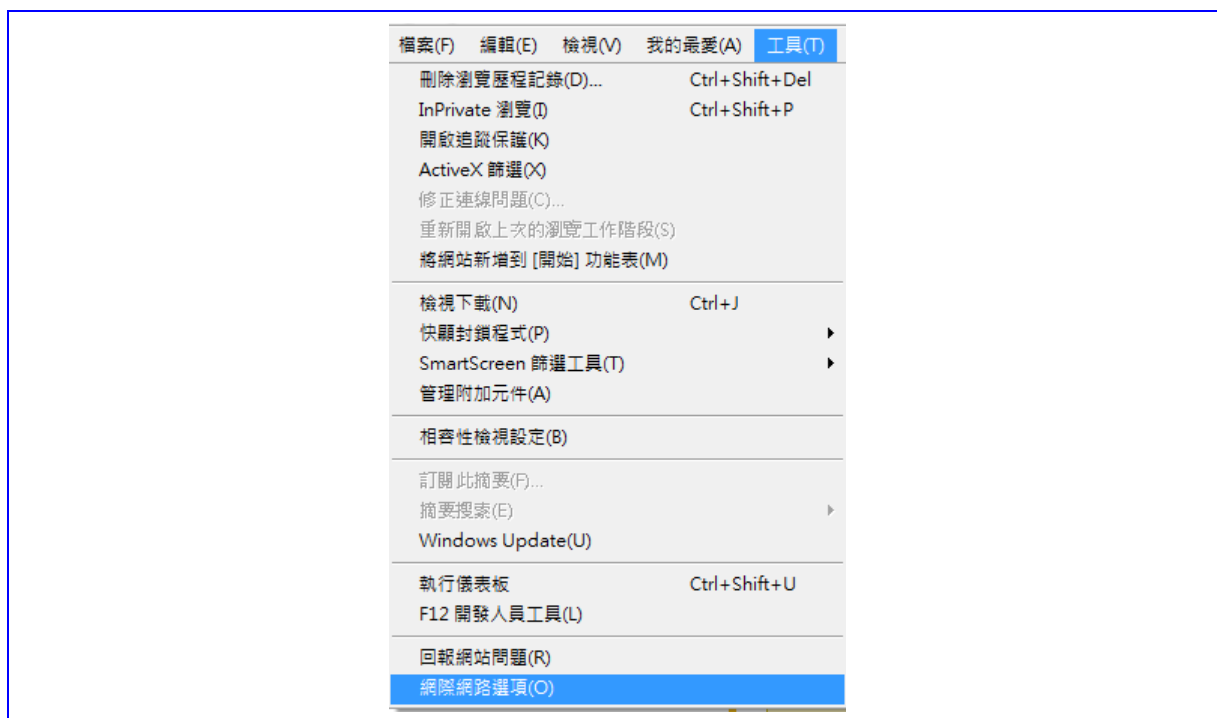 檔案(F) 編輯(E) 檢視(V) 我的最愛(A) 工具(T)
刪除瀏覽歷程記錄(D)... Ctrl+Shift+Del
InPrivate 瀏覽(I) Ctrl+Shift+P
開啟追蹤保護(K)
ActiveX 篩選(X)
修正連線問題(C)...
重新開啟上次的瀏覽工作階段(S)
將網站新增到 [開始] 功能表(M)
檢視下載(N) Ctrl+J
快顯封鎖程式(P)
SmartScreen 篩選工具(T)
管理附加元件(A)
相容性檢視設定(B)
訂閱此摘要(F)...
摘要搜索(E)
Windows Update(U)
執行儀表板 Ctrl+Shift+U
F12 開發人員工具(L)
回報網站問題(R)
網際網路選項(O)